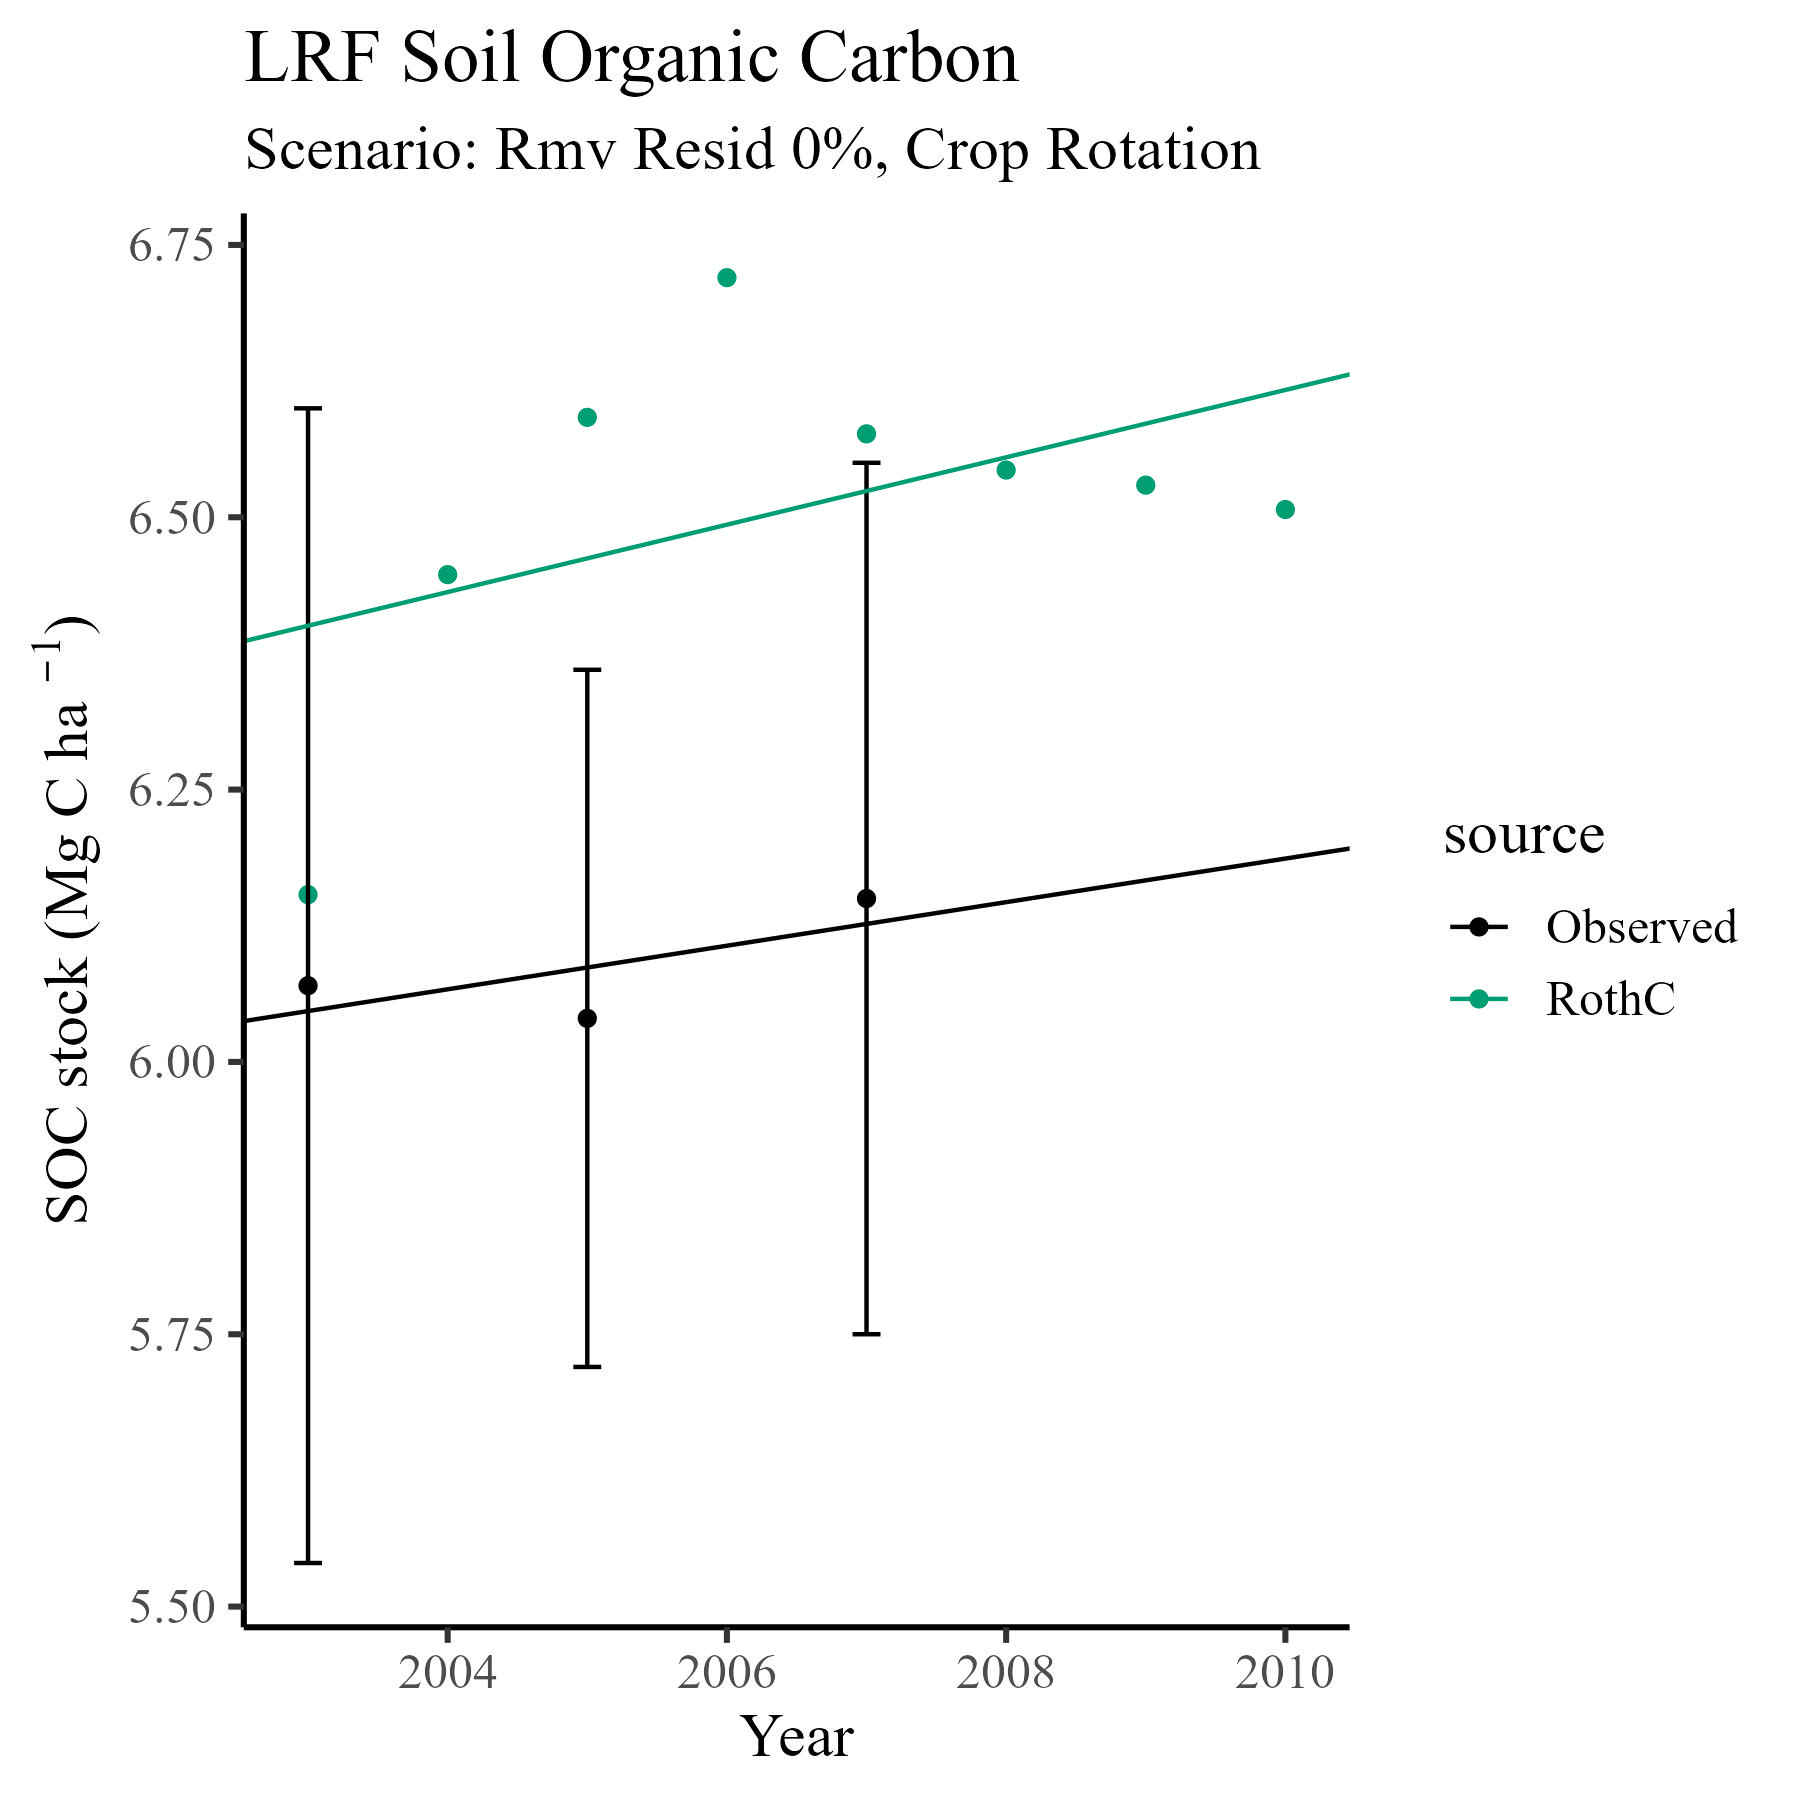 LRF Soil Organic Carbon
Scenario: Rmv Resid 0%, Crop Rotation
SOC stock (Mg C ha ⁻¹)
6.75
6.50
6.25
6.00
5.75
5.50
2004 2006 2008 2010
Year
source
Observed
RothC